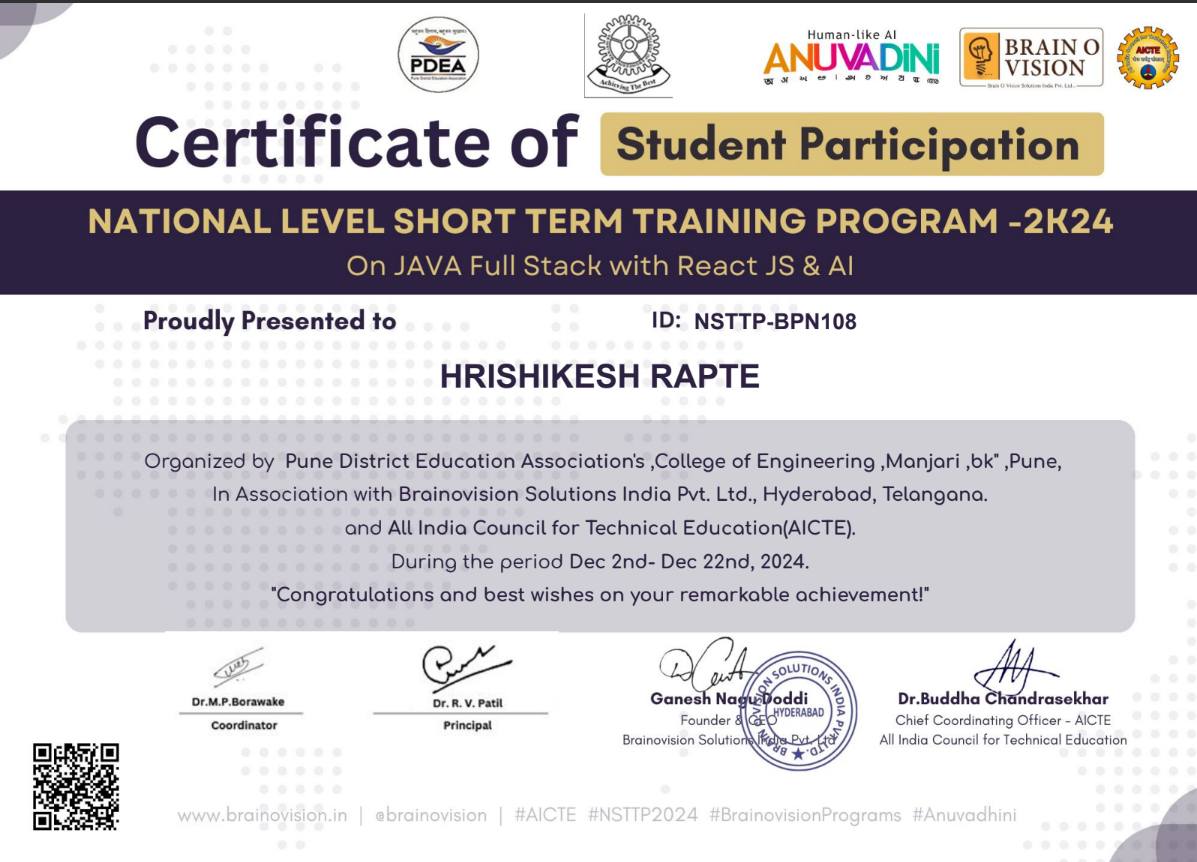 PDEA
Achieving The Best
Human-like AI
ANUVADINI
BRAIN O
VISION
Brain O Vision Solutions India Pvt. Ltd.
AICTE
Certificate of Student Participation
NATIONAL LEVEL SHORT TERM TRAINING PROGRAM -2K24
On JAVA Full Stack with React JS & AI
Proudly Presented to
ID: NSTTP-BPN108
HRISHIKESH RAPTE
Organized by Pune District Education Association's ,College of Engineering ,Manjari ,bk" ,Pune,
In Association with Brainovision Solutions India Pvt. Ltd., Hyderabad, Telangana.
and All India Council for Technical Education(AICTE).
During the period Dec 2nd- Dec 22nd, 2024.
"Congratulations and best wishes on your remarkable achievement!"
Dr.M.P.Borawake
Coordinator
Dr. R. V. Patil
Principal
Ganesh Nagu Doddi
Founder & CEO
Brainovision Solutions India Pvt. Ltd
BRAIN O VISION SOLUTIONS INDIA PVT. LTD.
HYDERABAD
Dr.Buddha Chandrasekhar
Chief Coordinating Officer - AICTE
All India Council for Technical Education
www.brainovision.in | @brainovision | #AICTE #NSTTP2024 #BrainovisionPrograms #Anuvadhini